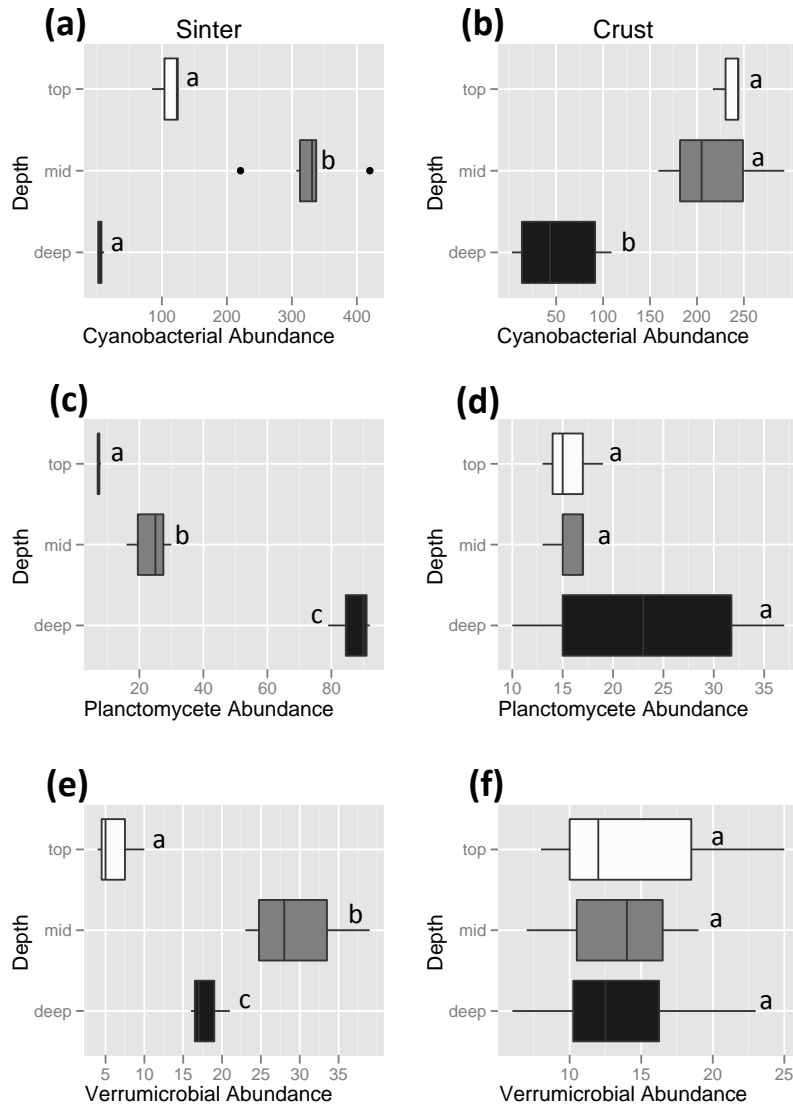 (a) Sinter
a
top
b
mid
a
deep
Depth
100 200 300 400
Cyanobacterial Abundance
(b) Crust
a
top
a
mid
b
deep
Depth
50 100 150 200 250
Cyanobacterial Abundance
(c)
a
top
b
mid
c
deep
Depth
20 40 60 80
Planctomycete Abundance
(d)
a
top
a
mid
a
deep
Depth
10 15 20 25 30 35
Planctomycete Abundance
(e)
a
top
b
mid
c
deep
Depth
5 10 15 20 25 30 35
Verrumicrobial Abundance
(f)
a
top
a
mid
a
deep
Depth
10 15 20 25
Verrumicrobial Abundance